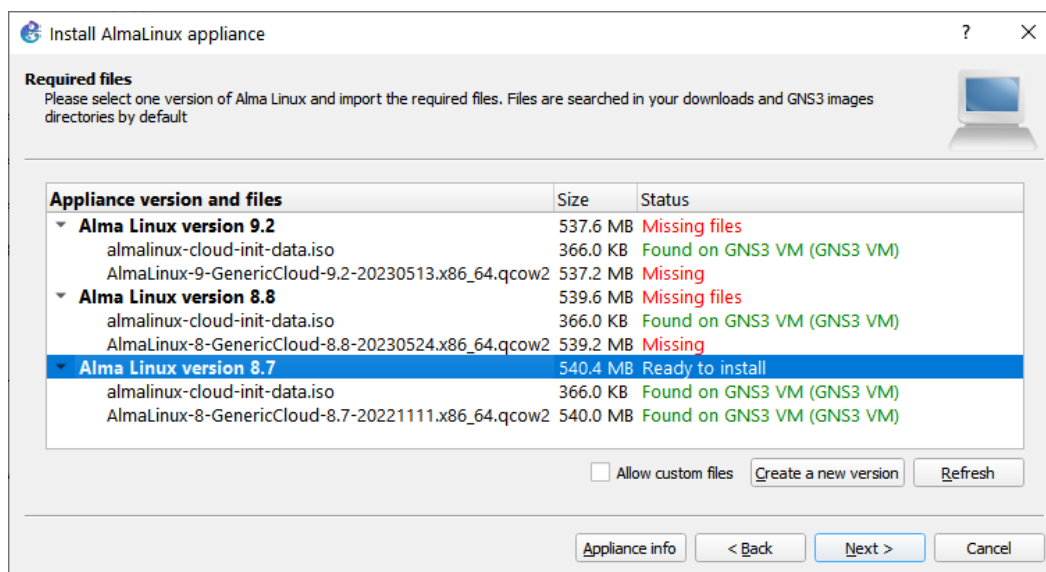 Install AlmaLinux appliance
?
Required files
Please select one version of Alma Linux and import the required files. Files are searched in your downloads and GNS3 images
directories by default
Appliance version and files Size Status
Alma Linux version 9.2 537.6 MB Missing files
almalinux-cloud-init-data.iso 366.0 KB Found on GNS3 VM (GNS3 VM)
AlmaLinux-9-GenericCloud-9.2-20230513.x86_64.qcow2 537.2 MB Missing
Alma Linux version 8.8 539.6 MB Missing files
almalinux-cloud-init-data.iso 366.0 KB Found on GNS3 VM (GNS3 VM)
AlmaLinux-8-GenericCloud-8.8-20230524.x86_64.qcow2 539.2 MB Missing
Alma Linux version 8.7 540.4 MB Ready to install
almalinux-cloud-init-data.iso 366.0 KB Found on GNS3 VM (GNS3 VM)
AlmaLinux-8-GenericCloud-8.7-20221111.x86_64.qcow2 540.0 MB Found on GNS3 VM (GNS3 VM)
Allow custom files Create a new version Refresh
Appliance info < Back Next > Cancel